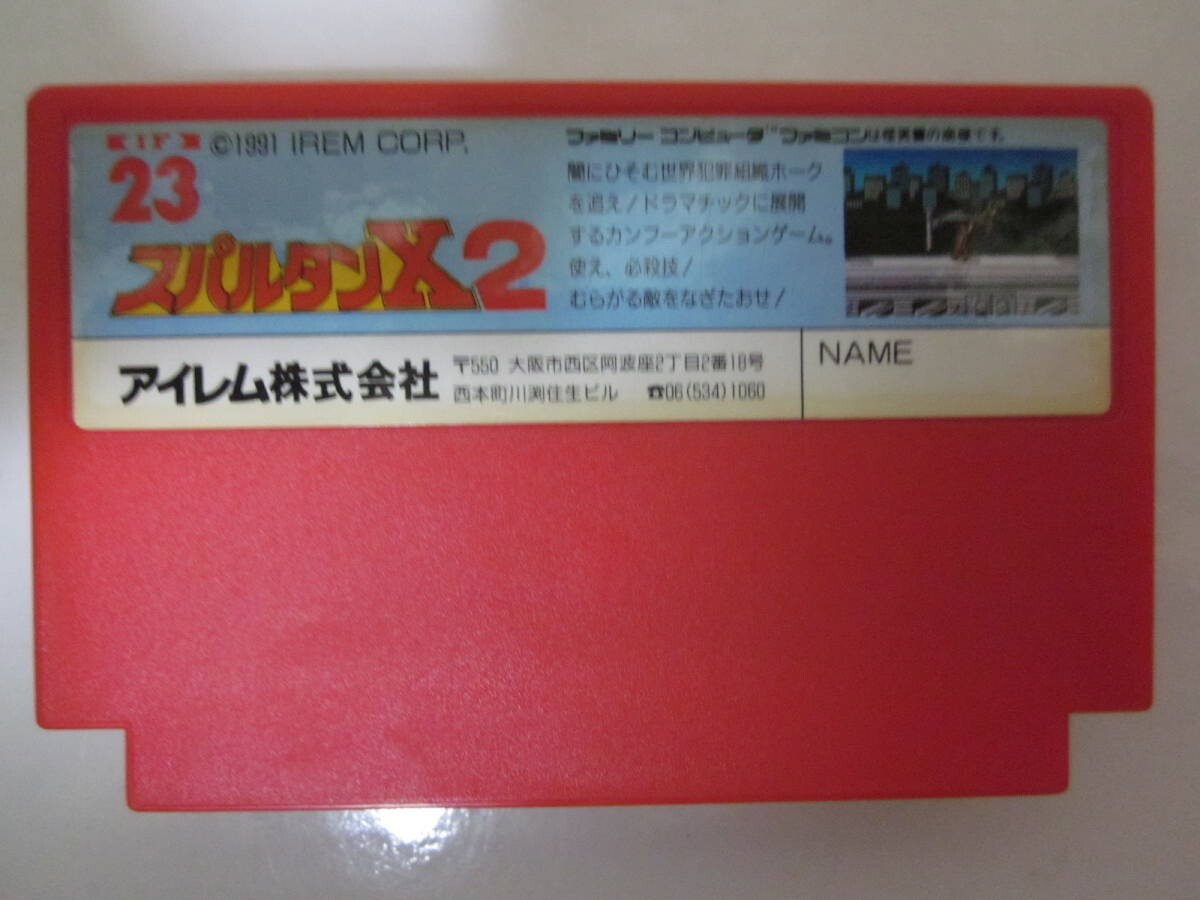 IF
23
©1991 IREM CORP.
スパルタンX2
ファミリーコンピュータ™ ファミコンは任天堂の商標です。
闇にひそむ世界犯罪組織ホーク
を追え!ドラマチックに展開
するカンフーアクションゲーム。
使え、必殺技!
むらがる敵をなぎたおせ!
アイレム株式会社
〒550 大阪市西区阿波座2丁目2番18号
西本町川渕住生ビル ☎06(534)1060
NAME